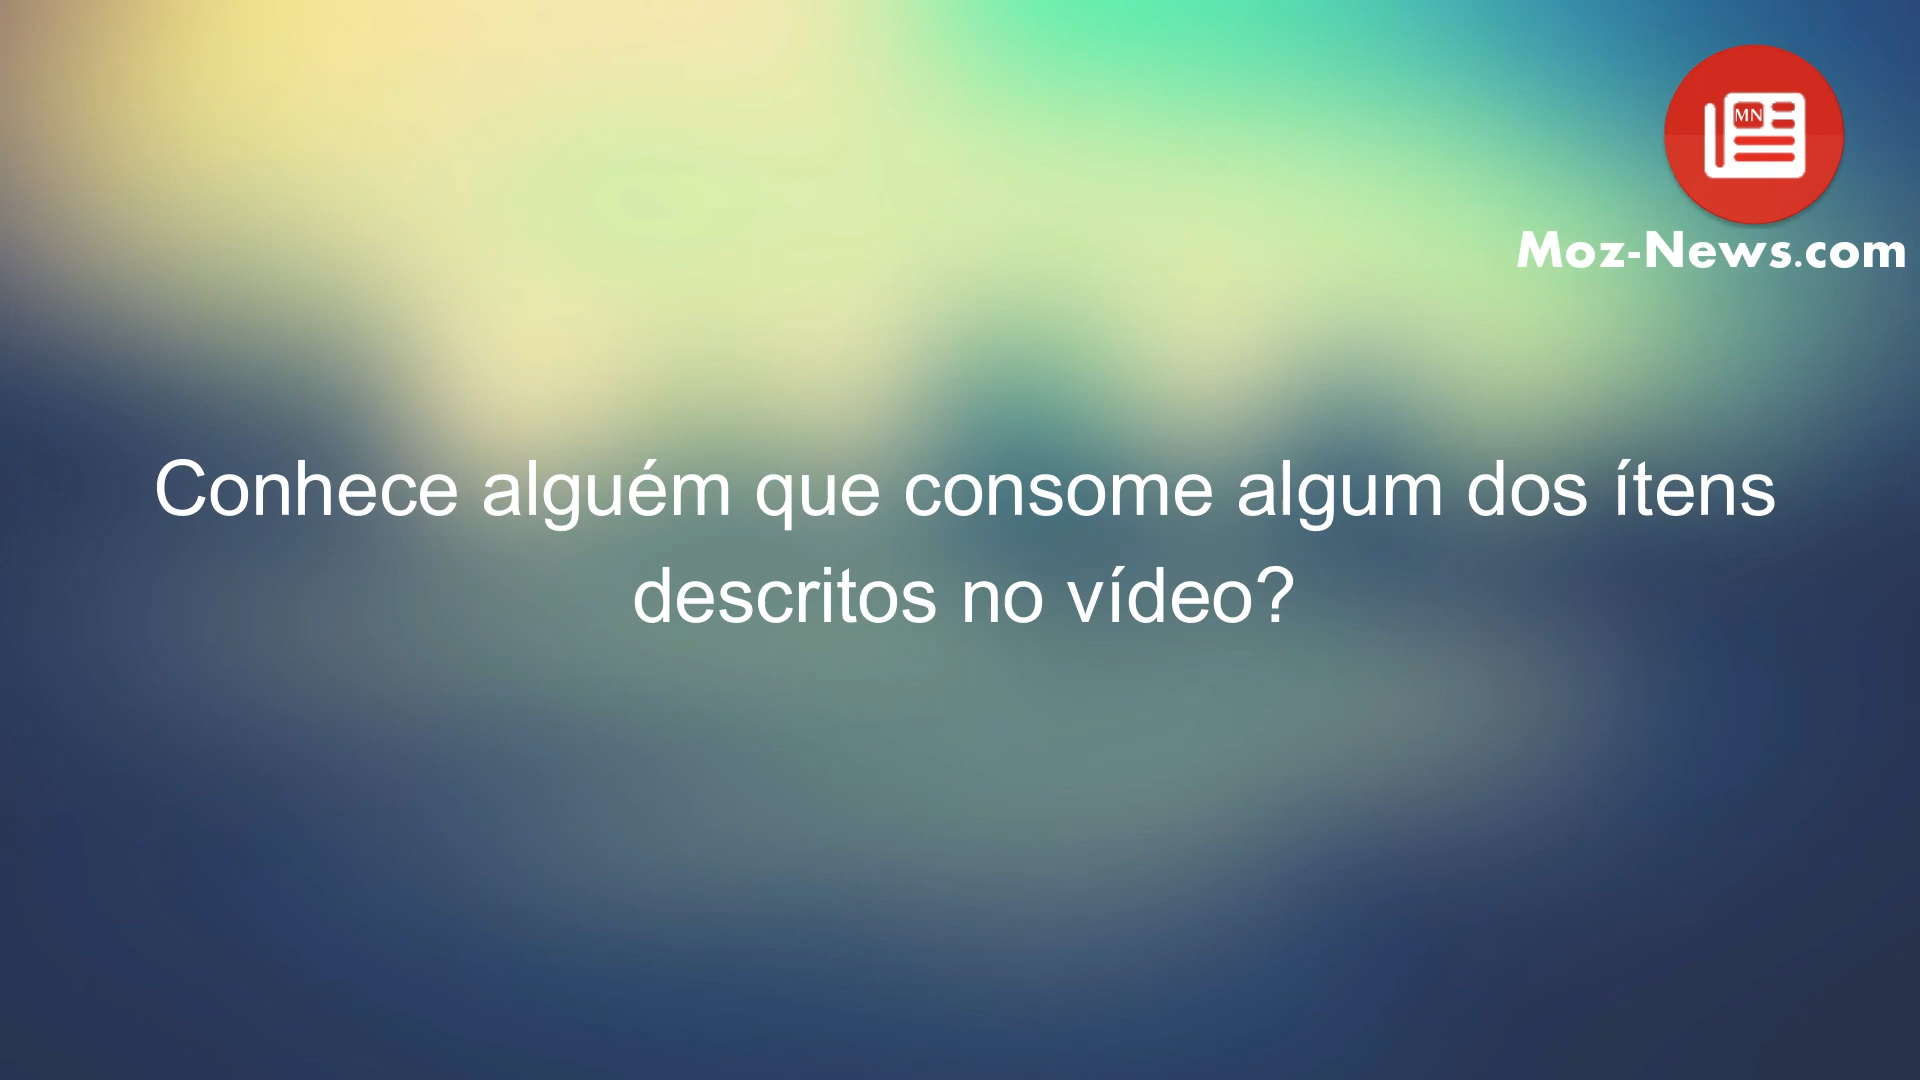 MN
Moz-News.com
Conhece alguém que consome algum dos ítens
descritos no vídeo?